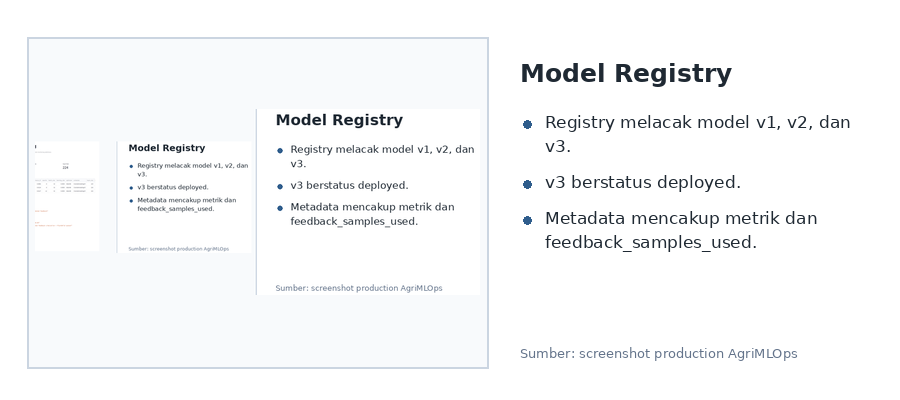 Model Registry
Registry melacak model v1, v2, dan
v3.
v3 berstatus deployed.
Metadata mencakup metrik dan
feedback_samples_used.
Sumber: screenshot production AgriMLOps
Model Registry
Registry melacak model v1, v2, dan
v3.
v3 berstatus deployed.
Metadata mencakup metrik dan
feedback_samples_used.
Sumber: screenshot production AgriMLOps
Model Registry
Registry melacak model v1, v2, dan
v3.
v3 berstatus deployed.
Metadata mencakup metrik dan
feedback_samples_used.
Sumber: screenshot production AgriMLOps